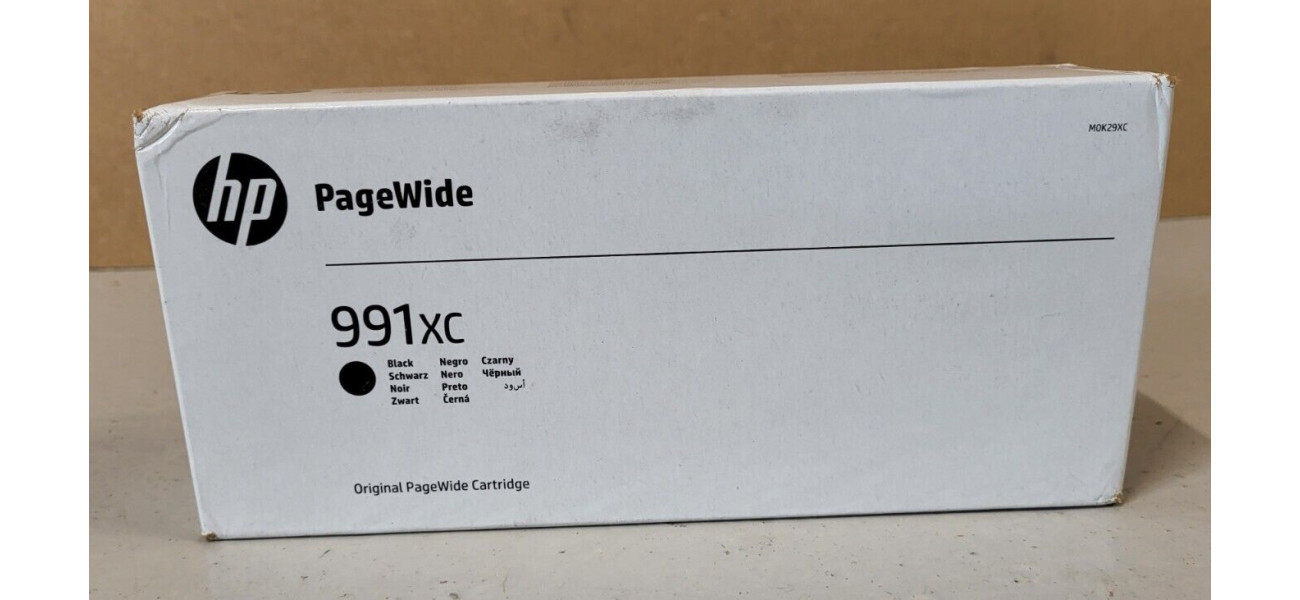 M0K29XC
hp PageWide
991XC
Black Negro Czarny
Schwarz Nero Чёрный
Noir Preto أسود
Zwart Černá
Original PageWide Cartridge